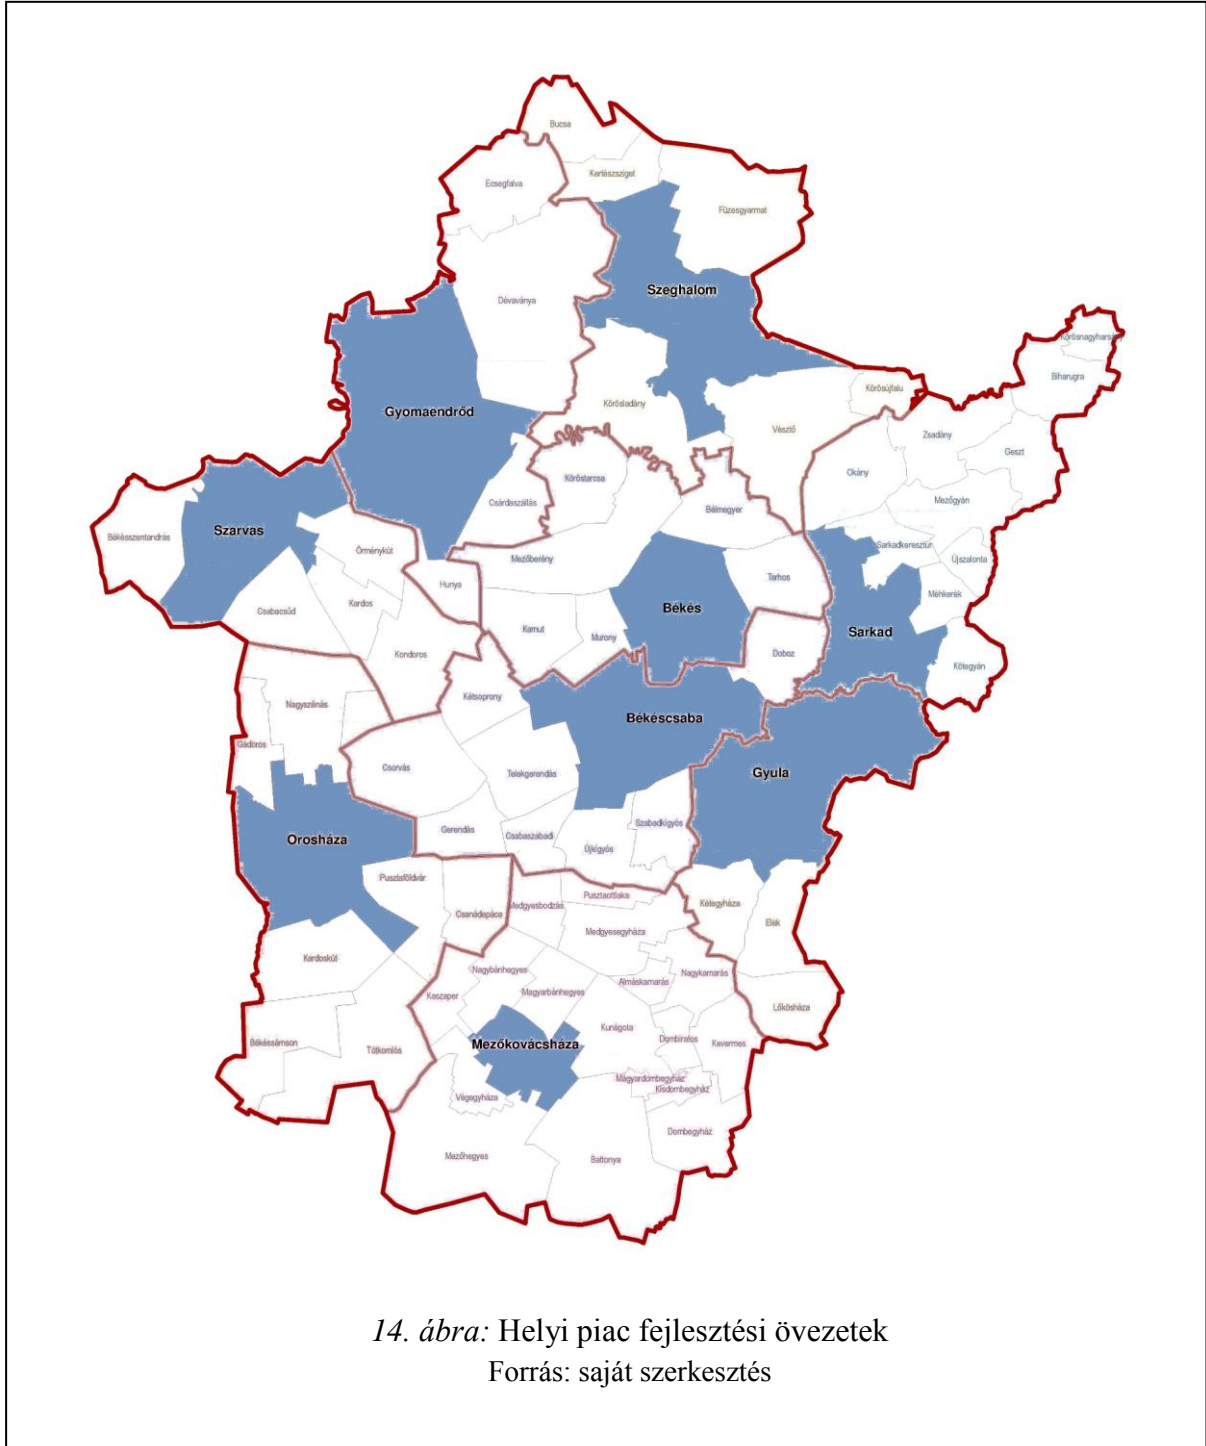 Bucsa
Kertészsziget
Ecsegfalva
Füzesgyarmat
Szeghalom
Dévaványa
Körösnagyharsány
Biharugra
Körösújfalu
Körösladány
Gyomaendrőd
Vésztő
Zsadány
Geszt
Okány
Köröstarcsa
Mezőgyán
Csárdaszállás
Bélmegyer
Békésszentandrás
Szarvas
Sarkadkeresztúr
Örménykút
Mezőberény
Újszalonta
Tarhos
Hunya
Méhkerék
Kardos
Csabacsűd
Békés
Kamut
Sarkad
Murony
Kondoros
Doboz
Kötegyán
Kétsoprony
Nagyszénás
Békéscsaba
Gádoros
Csorvás
Telekgerendás
Gyula
Szabadkígyós
Gerendás
Csabaszabadi
Orosháza
Újkígyós
Pusztaföldvár
Pusztaottlaka
Kétegyháza
Medgyesbodzás
Csanádapáca
Elek
Medgyesegyháza
Kardoskút
Nagybánhegyes
Nagykamarás
Almáskamarás
Magyarbánhegyes
Kaszaper
Lőkösháza
Kunágota
Dombiratos
Békéssámson
Mezőkovácsháza
Kevermes
Tótkomlós
Magyardombegyház
Kisdombegyház
Végegyháza
Dombegyház
Mezőhegyes
Battonya
14. ábra: Helyi piac fejlesztési övezetek
Forrás: saját szerkesztés